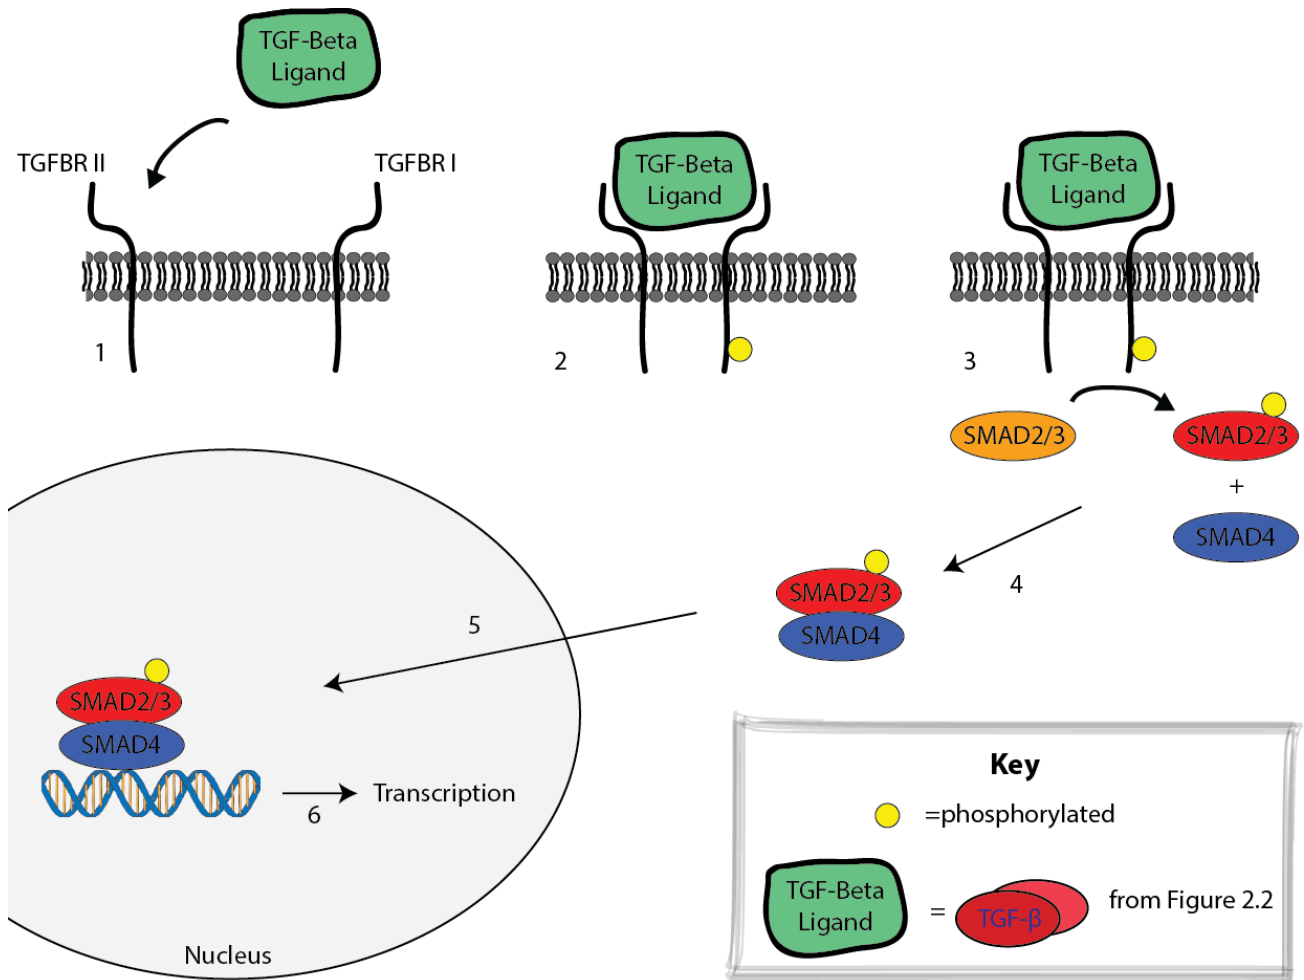 TGF-Beta
Ligand
TGFBR II
TGFBR I
1
TGF-Beta
Ligand
2
TGF-Beta
Ligand
3
SMAD2/3
SMAD2/3
+
SMAD4
4
SMAD2/3
SMAD4
5
SMAD2/3
SMAD4
6
Transcription
Nucleus
Key
=phosphorylated
TGF-Beta
Ligand
=
TGF-β
from Figure 2.2